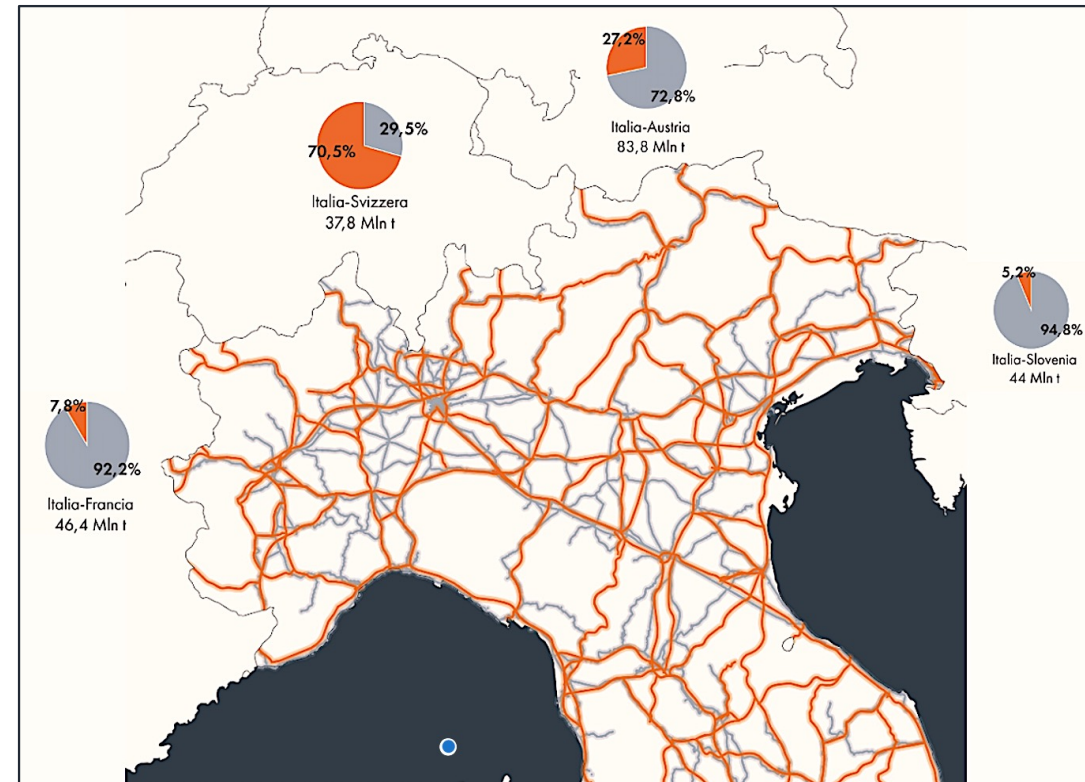 27,2%
72,8%
Italia-Austria
83,8 Mln t
29,5%
70,5%
Italia-Svizzera
37,8 Mln t
5,2%
94,8%
Italia-Slovenia
44 Mln t
7,8%
92,2%
Italia-Francia
46,4 Mln t